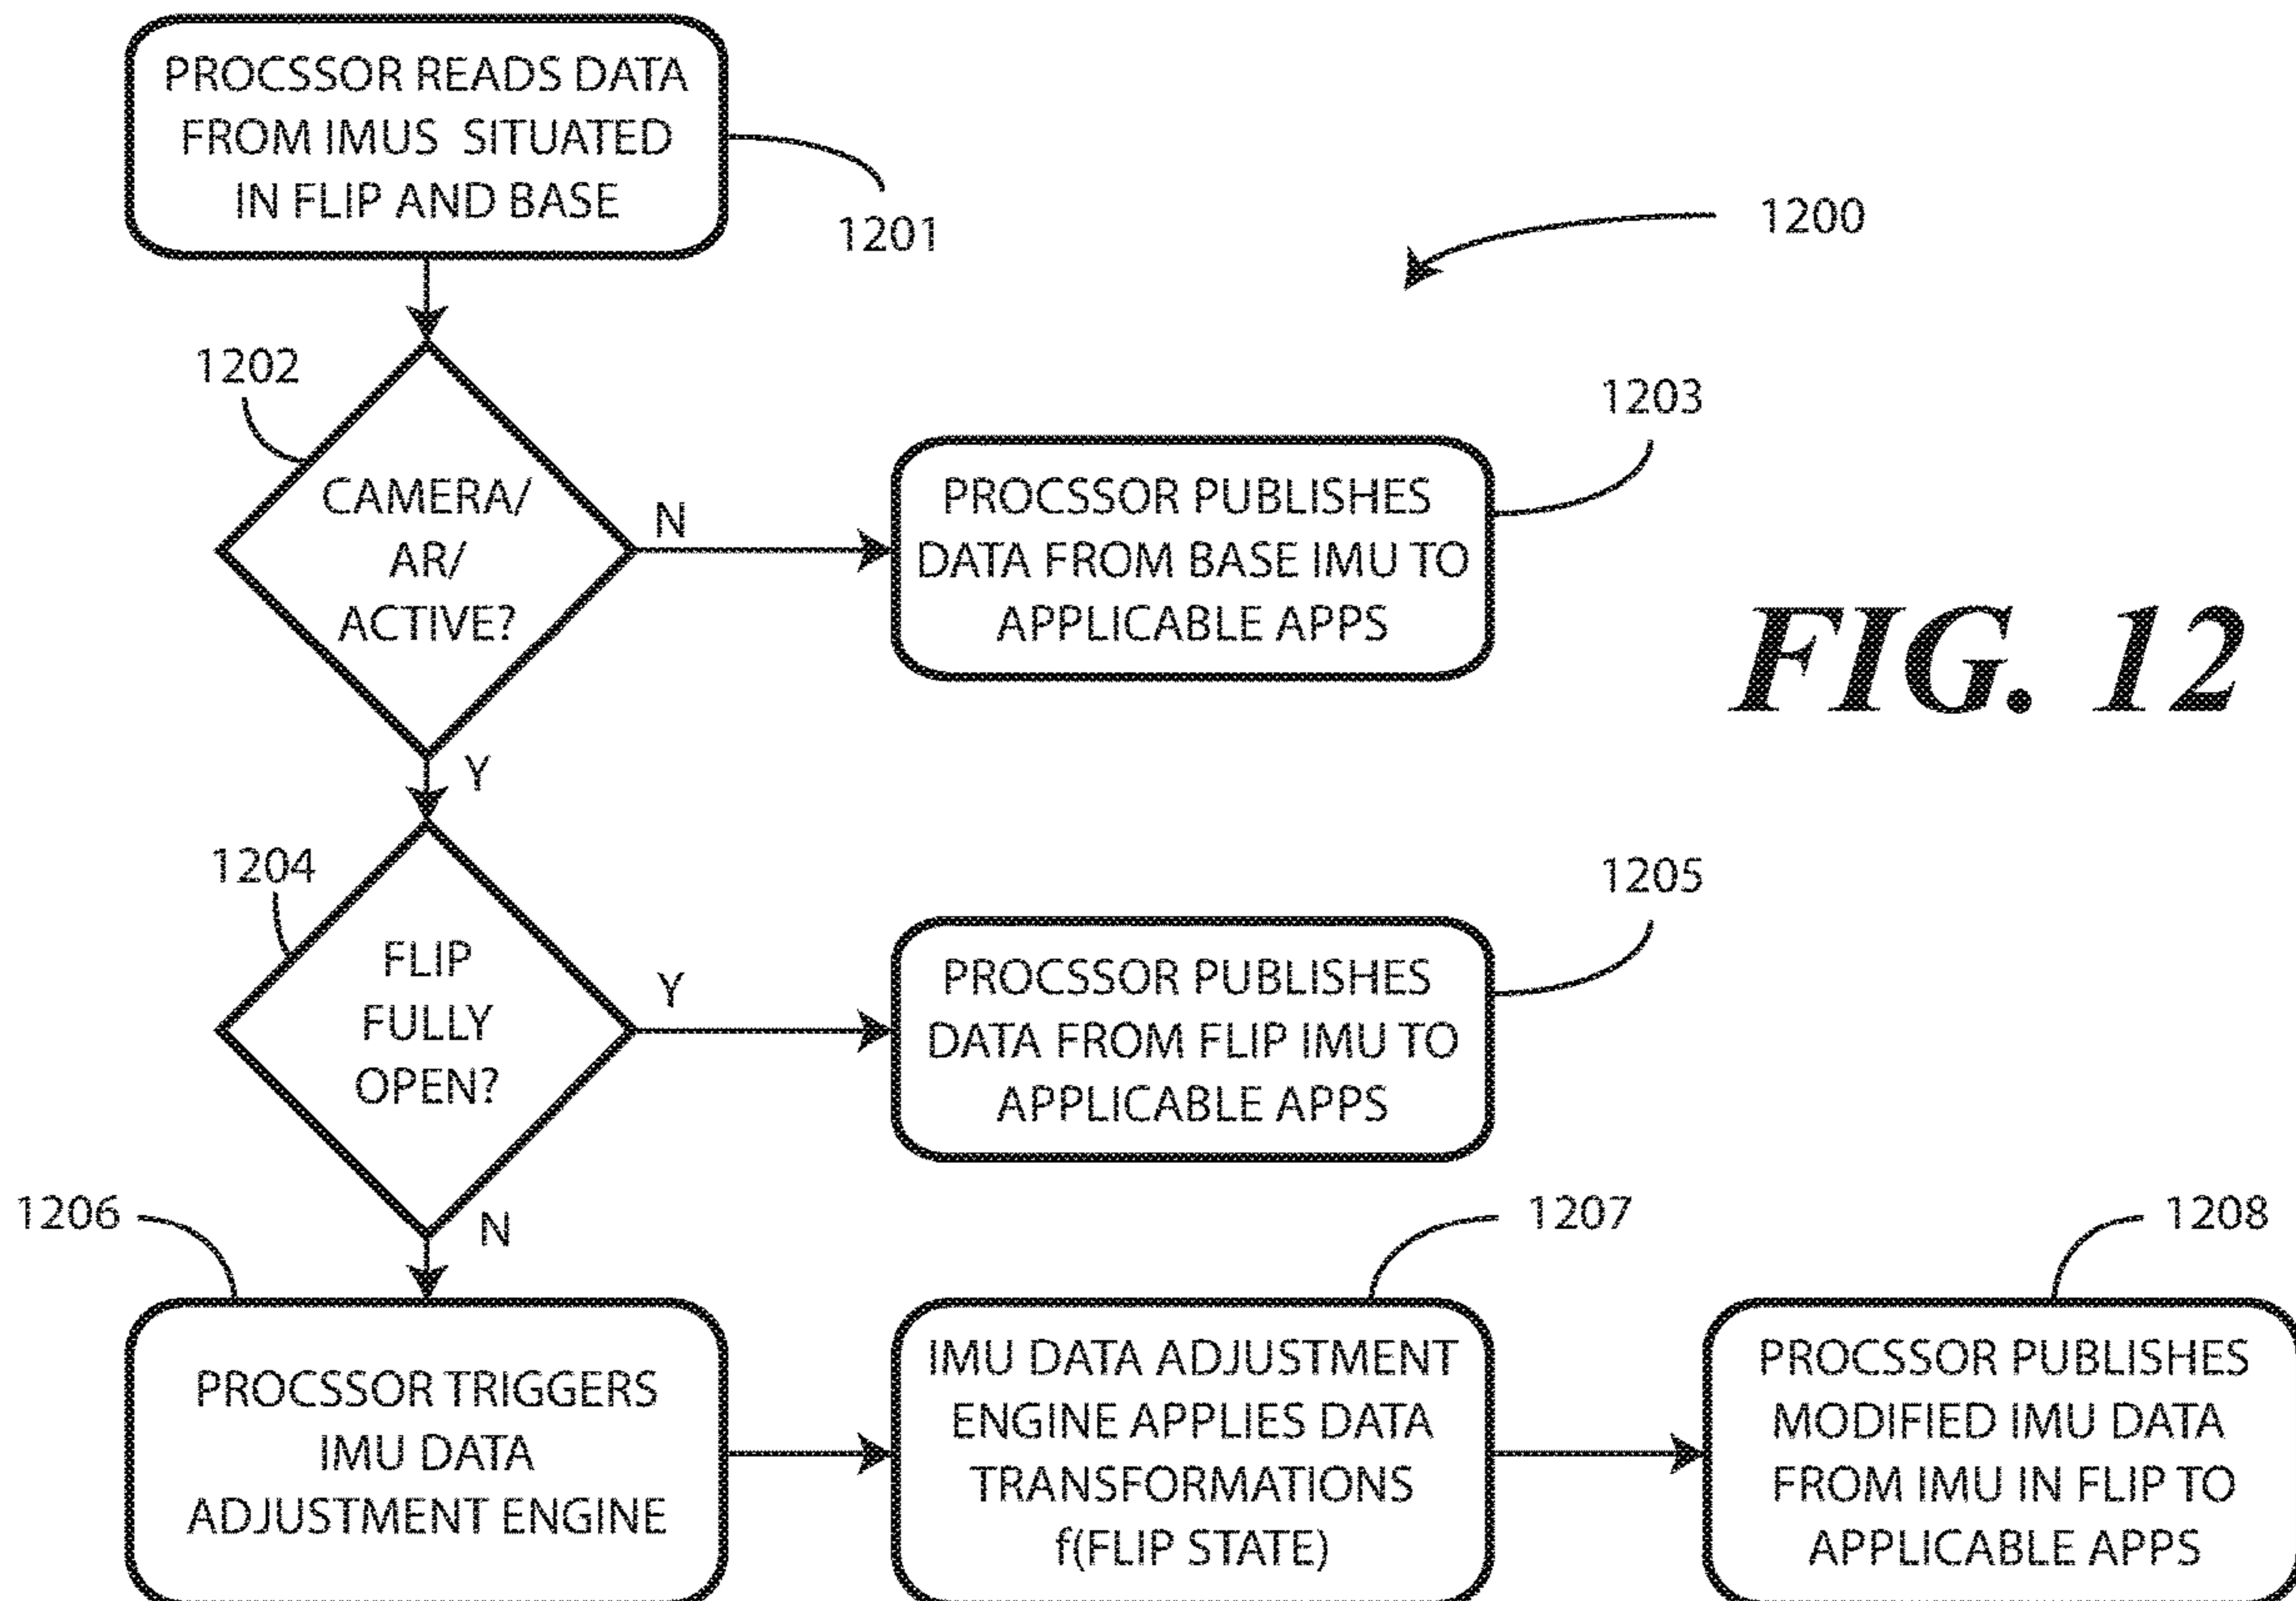 PROCSSOR READS DATA
FROM IMUS SITUATED
IN FLIP AND BASE
1201
1200
1202
CAMERA/
AR/
ACTIVE?
N
Y
1203
PROCSSOR PUBLISHES
DATA FROM BASE IMU TO
APPLICABLE APPS
FIG. 12
1204
FLIP
FULLY
OPEN?
Y
N
1205
PROCSSOR PUBLISHES
DATA FROM FLIP IMU TO
APPLICABLE APPS
1206
PROCSSOR TRIGGERS
IMU DATA
ADJUSTMENT ENGINE
1207
IMU DATA ADJUSTMENT
ENGINE APPLIES DATA
TRANSFORMATIONS
f(FLIP STATE)
1208
PROCSSOR PUBLISHES
MODIFIED IMU DATA
FROM IMU IN FLIP TO
APPLICABLE APPS